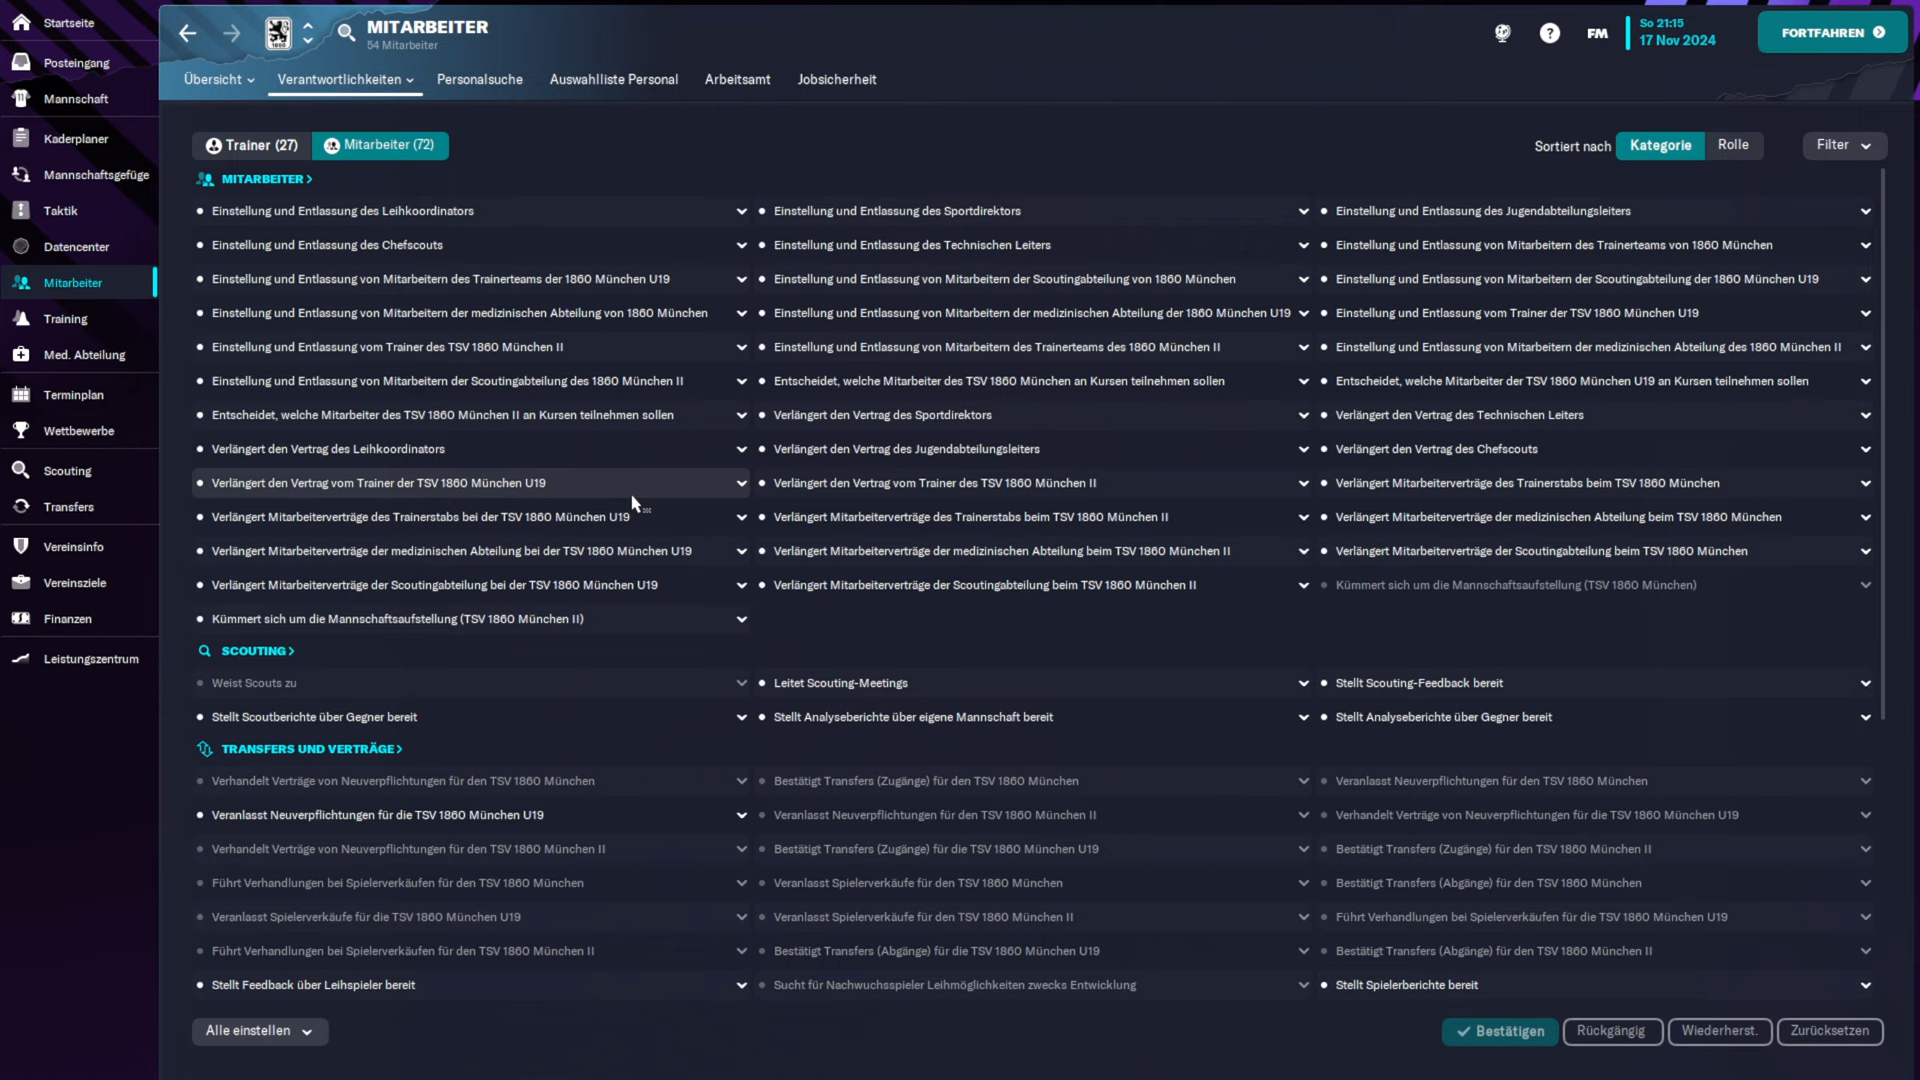 Startseite
Posteingang
Mannschaft
Kaderplaner
Mannschaftsgefüge
Taktik
Datencenter
Mitarbeiter
Training
Med. Abteilung
Terminplan
Wettbewerbe
Scouting
Transfers
Vereinsinfo
Vereinsziele
Finanzen
Leistungszentrum
MITARBEITER
54 Mitarbeiter
FM
So 21:15
17 Nov 2024
FORTFAHREN
Übersicht Verantwortlichkeiten Personalsuche Auswahlliste Personal Arbeitsamt Jobsicherheit
Trainer (27) Mitarbeiter (72) Sortiert nach Kategorie Rolle Filter
MITARBEITER >
Einstellung und Entlassung des Leihkoordinators Einstellung und Entlassung des Sportdirektors Einstellung und Entlassung des Jugendabteilungsleiters
Einstellung und Entlassung des Chefscouts Einstellung und Entlassung des Technischen Leiters Einstellung und Entlassung von Mitarbeitern des Trainerteams von 1860 München
Einstellung und Entlassung von Mitarbeitern des Trainerteams der 1860 München U19 Einstellung und Entlassung von Mitarbeitern der Scoutingabteilung von 1860 München Einstellung und Entlassung von Mitarbeitern der Scoutingabteilung der 1860 München U19
Einstellung und Entlassung von Mitarbeitern der medizinischen Abteilung von 1860 München Einstellung und Entlassung von Mitarbeitern der medizinischen Abteilung der 1860 München U19 Einstellung und Entlassung vom Trainer der TSV 1860 München U19
Einstellung und Entlassung vom Trainer des TSV 1860 München II Einstellung und Entlassung von Mitarbeitern des Trainerteams des 1860 München II Einstellung und Entlassung von Mitarbeitern der medizinischen Abteilung des 1860 München II
Einstellung und Entlassung von Mitarbeitern der Scoutingabteilung des 1860 München II Entscheidet, welche Mitarbeiter des TSV 1860 München an Kursen teilnehmen sollen Entscheidet, welche Mitarbeiter der TSV 1860 München U19 an Kursen teilnehmen sollen
Entscheidet, welche Mitarbeiter des TSV 1860 München II an Kursen teilnehmen sollen Verlängert den Vertrag des Sportdirektors Verlängert den Vertrag des Technischen Leiters
Verlängert den Vertrag des Leihkoordinators Verlängert den Vertrag des Jugendabteilungsleiters Verlängert den Vertrag des Chefscouts
Verlängert den Vertrag vom Trainer der TSV 1860 München U19 Verlängert den Vertrag vom Trainer des TSV 1860 München II Verlängert Mitarbeiterverträge des Trainerstabs beim TSV 1860 München
Verlängert Mitarbeiterverträge des Trainerstabs bei der TSV 1860 München U19 Verlängert Mitarbeiterverträge des Trainerstabs beim TSV 1860 München II Verlängert Mitarbeiterverträge der medizinischen Abteilung beim TSV 1860 München
Verlängert Mitarbeiterverträge der medizinischen Abteilung bei der TSV 1860 München U19 Verlängert Mitarbeiterverträge der medizinischen Abteilung beim TSV 1860 München II Verlängert Mitarbeiterverträge der Scoutingabteilung beim TSV 1860 München
Verlängert Mitarbeiterverträge der Scoutingabteilung bei der TSV 1860 München U19 Verlängert Mitarbeiterverträge der Scoutingabteilung beim TSV 1860 München II Kümmert sich um die Mannschaftsaufstellung (TSV 1860 München)
Kümmert sich um die Mannschaftsaufstellung (TSV 1860 München II)
SCOUTING >
Weist Scouts zu Leitet Scouting-Meetings Stellt Scouting-Feedback bereit
Stellt Scoutberichte über Gegner bereit Stellt Analyseberichte über eigene Mannschaft bereit Stellt Analyseberichte über Gegner bereit
TRANSFERS UND VERTRÄGE >
Verhandelt Verträge von Neuverpflichtungen für den TSV 1860 München Bestätigt Transfers (Zugänge) für den TSV 1860 München Veranlasst Neuverpflichtungen für den TSV 1860 München
Veranlasst Neuverpflichtungen für die TSV 1860 München U19 Veranlasst Neuverpflichtungen für den TSV 1860 München II Verhandelt Verträge von Neuverpflichtungen für die TSV 1860 München U19
Verhandelt Verträge von Neuverpflichtungen für den TSV 1860 München II Bestätigt Transfers (Zugänge) für die TSV 1860 München U19 Bestätigt Transfers (Zugänge) für den TSV 1860 München II
Führt Verhandlungen bei Spielerverkäufen für den TSV 1860 München Veranlasst Spielerverkäufe für den TSV 1860 München Bestätigt Transfers (Abgänge) für den TSV 1860 München
Veranlasst Spielerverkäufe für die TSV 1860 München U19 Veranlasst Spielerverkäufe für den TSV 1860 München II Führt Verhandlungen bei Spielerverkäufen für die TSV 1860 München U19
Führt Verhandlungen bei Spielerverkäufen für den TSV 1860 München II Bestätigt Transfers (Abgänge) für die TSV 1860 München U19 Bestätigt Transfers (Abgänge) für den TSV 1860 München II
Stellt Feedback über Leihspieler bereit Sucht für Nachwuchsspieler Leihmöglichkeiten zwecks Entwicklung Stellt Spielerberichte bereit
Alle einstellen Bestätigen Rückgängig Wiederherst. Zurücksetzen